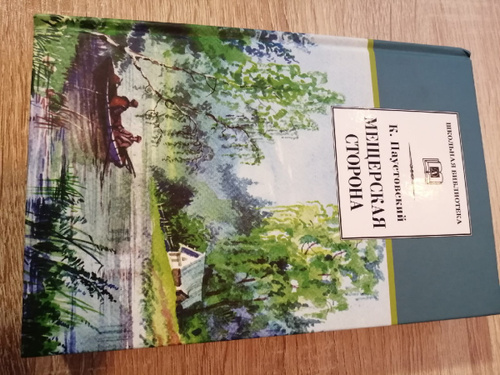 ШКОЛЬНАЯ БИБЛИОТЕКА
К. Паустовский
МЕЩЕРСКАЯ
СТОРОНА